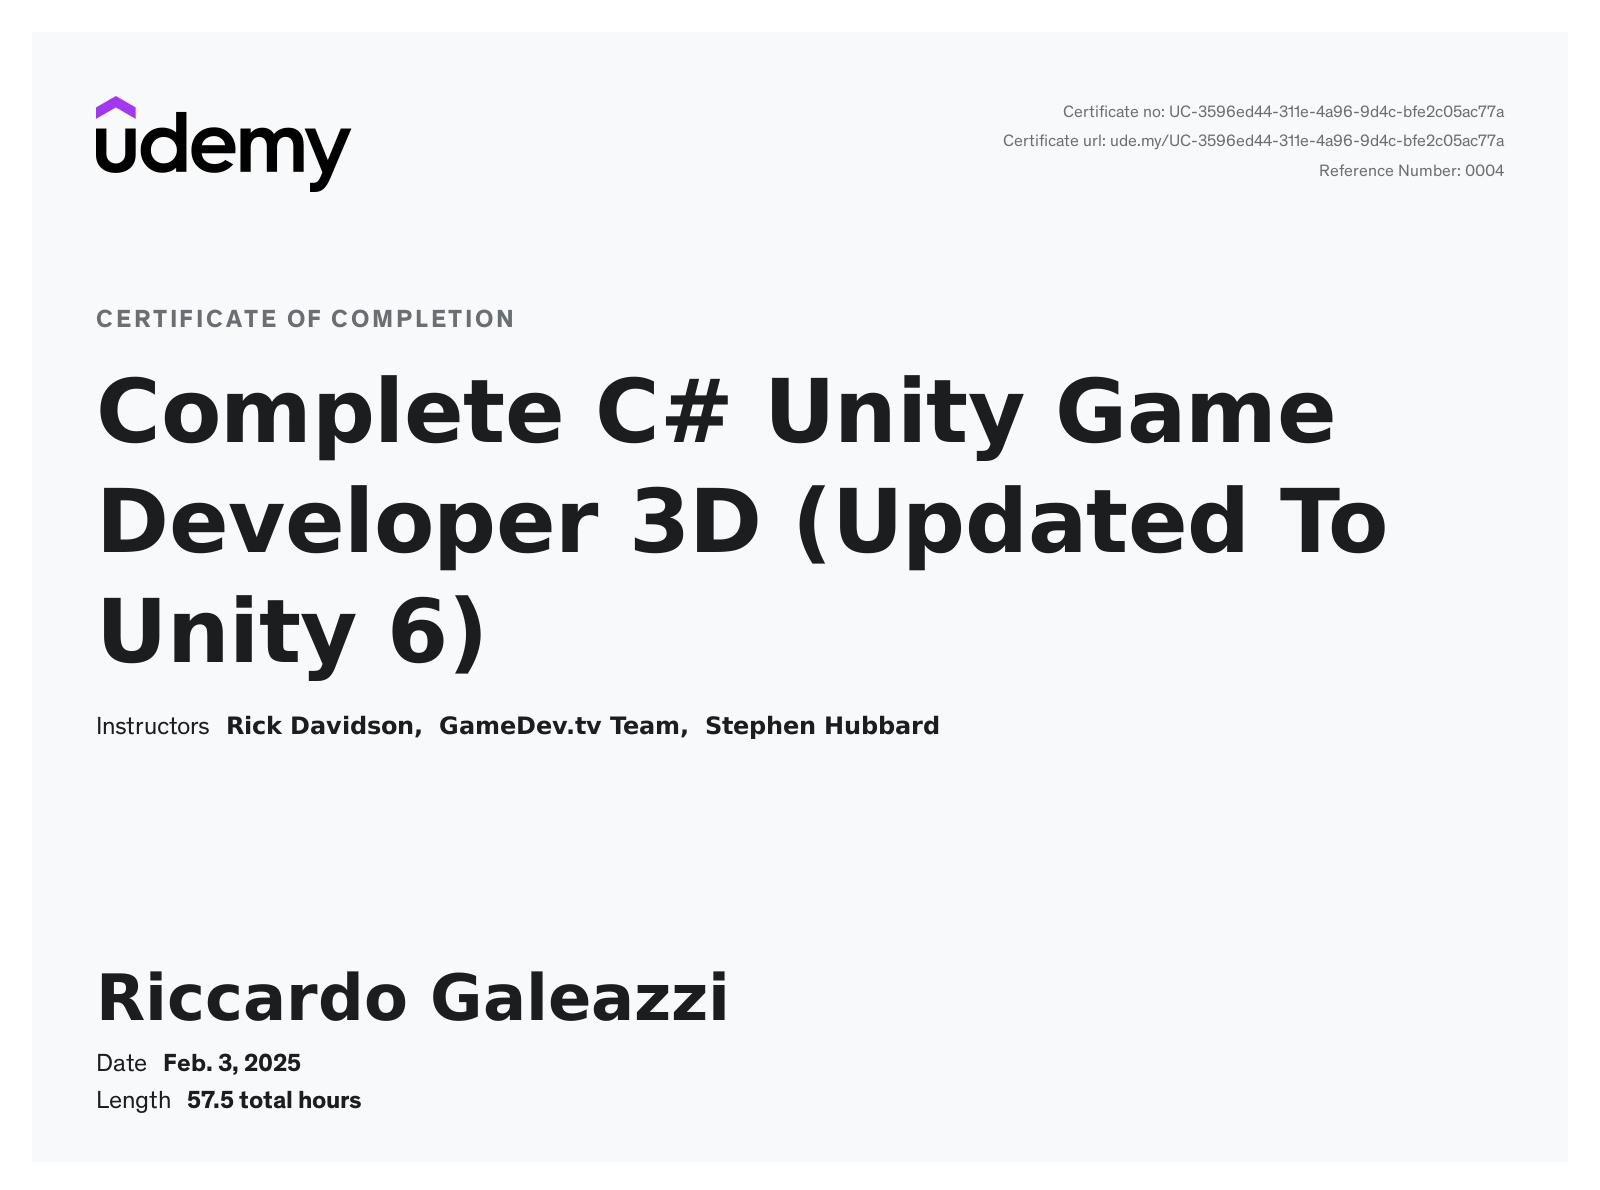 udemy
Certificate no: UC-3596ed44-311e-4a96-9d4c-bfe2c05ac77a
Certificate url: ude.my/UC-3596ed44-311e-4a96-9d4c-bfe2c05ac77a
Reference Number: 0004
CERTIFICATE OF COMPLETION
Complete C# Unity Game
Developer 3D (Updated To
Unity 6)
Instructors Rick Davidson, GameDev.tv Team, Stephen Hubbard
Riccardo Galeazzi
Date Feb. 3, 2025
Length 57.5 total hours